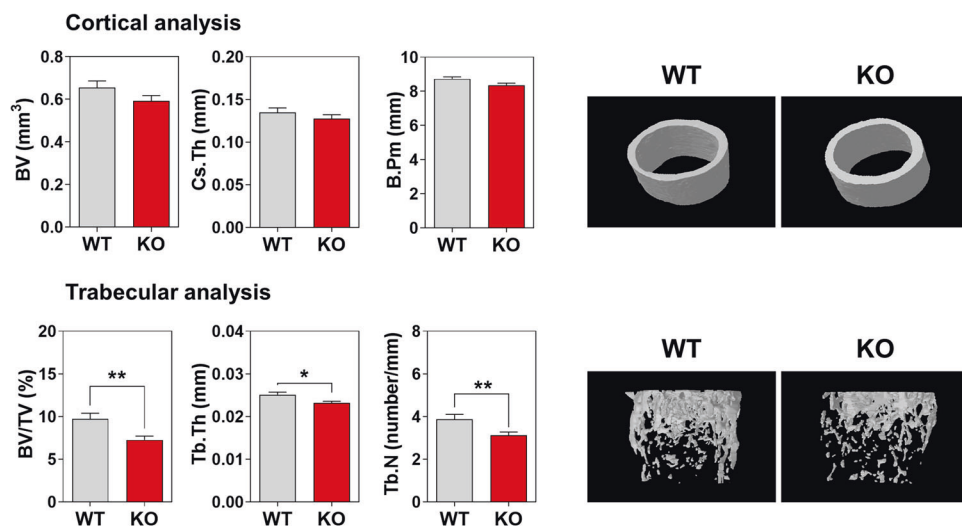 Cortical analysis
BV (mm³)
0.8
0.6
0.4
0.2
0.0
WT KO
Cs.Th (mm)
0.20
0.15
0.10
0.05
0.00
WT KO
B.Pm (mm)
10
8
6
4
2
0
WT KO
WT KO
Trabecular analysis
BV/TV (%)
20
15
10
5
0
**
WT KO
Tb.Th (mm)
0.04
0.03
0.02
0.01
0.00
*
WT KO
Tb.N (number/mm)
8
6
4
2
0
**
WT KO
WT KO